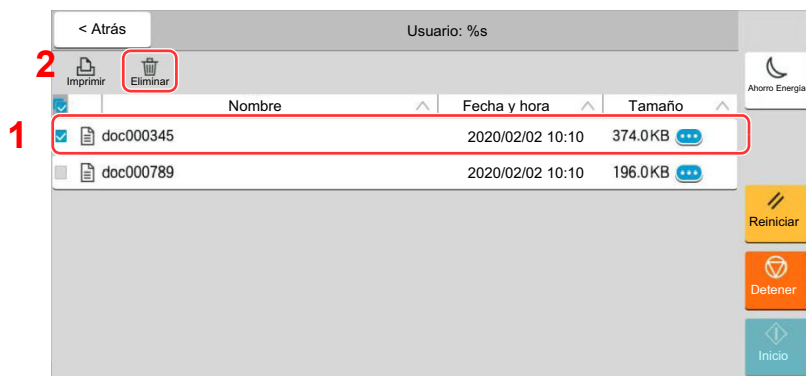 < Atrás
Usuario: %s
2
Imprimir
Eliminar
Ahorro Energia
Nombre Fecha y hora Tamaño
1
doc000345 2020/02/02 10:10 374.0KB
doc000789 2020/02/02 10:10 196.0KB
Reiniciar
Detener
Inicio